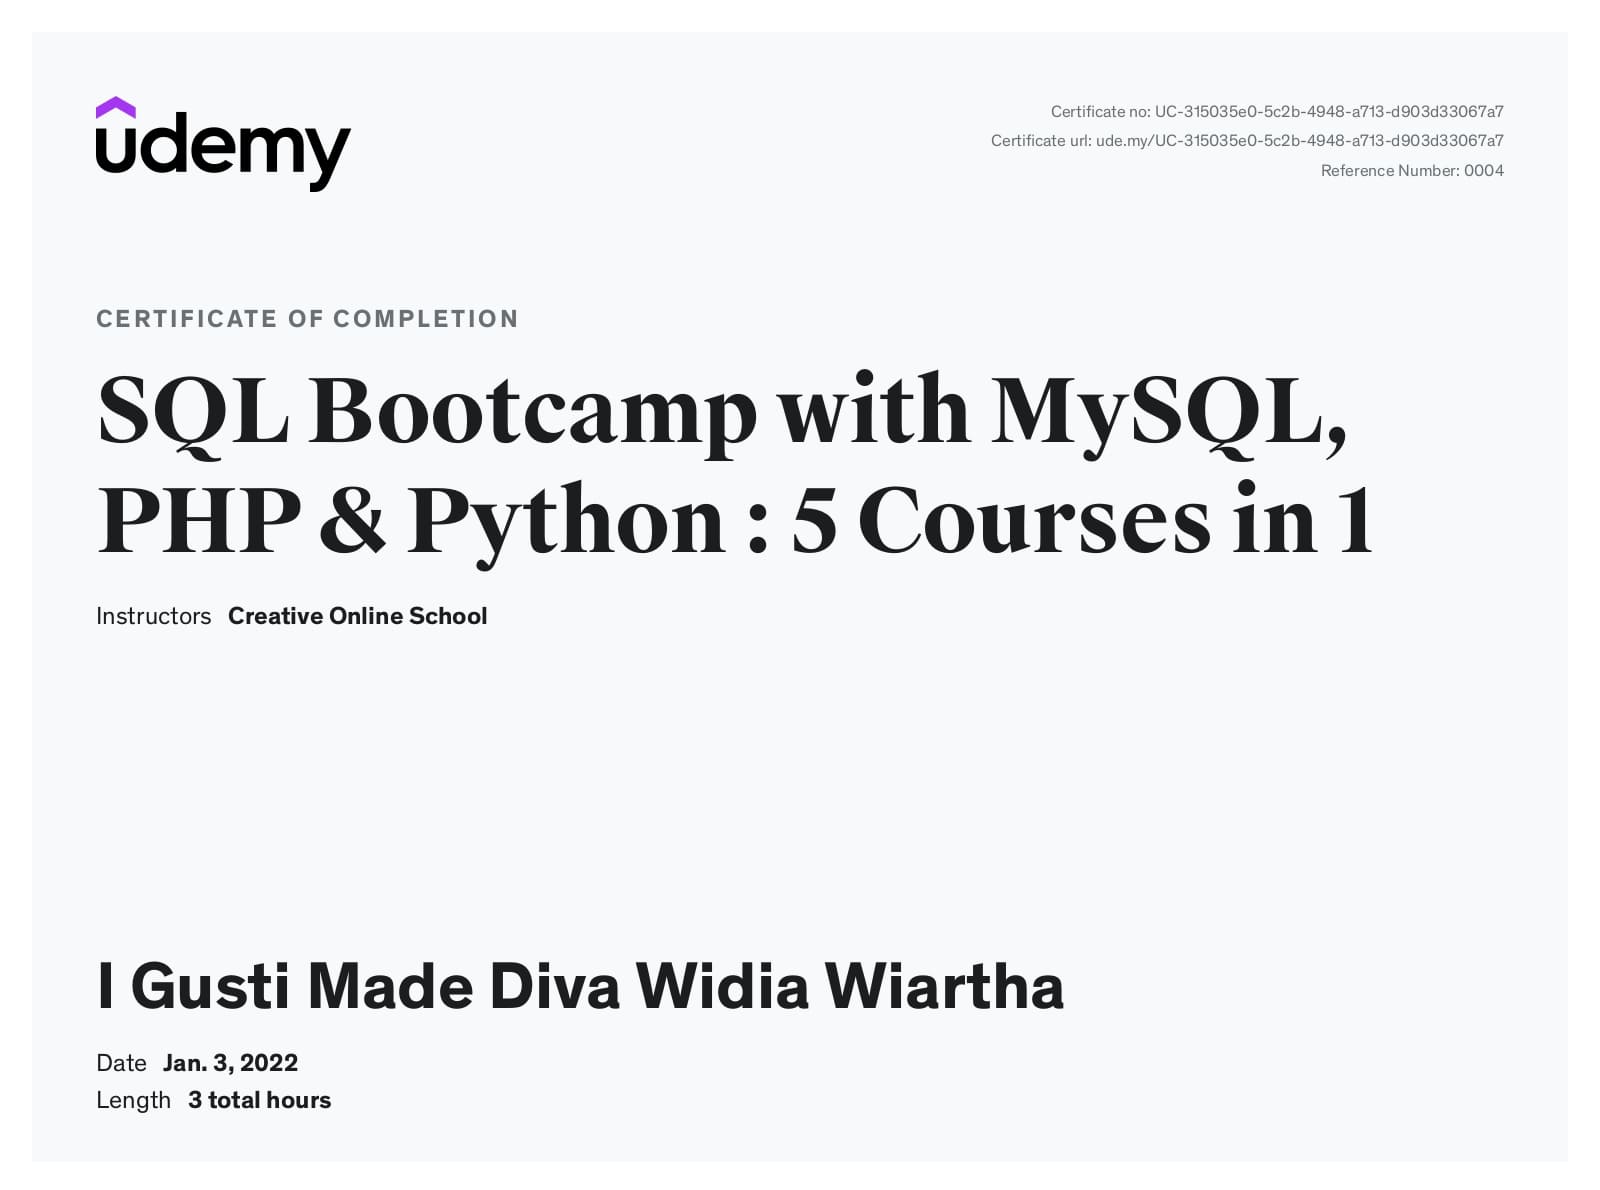 udemy
Certificate no: UC-315035e0-5c2b-4948-a713-d903d33067a7
Certificate url: ude.my/UC-315035e0-5c2b-4948-a713-d903d33067a7
Reference Number: 0004
CERTIFICATE OF COMPLETION
SQL Bootcamp with MySQL,
PHP & Python : 5 Courses in 1
Instructors Creative Online School
I Gusti Made Diva Widia Wiartha
Date Jan. 3, 2022
Length 3 total hours